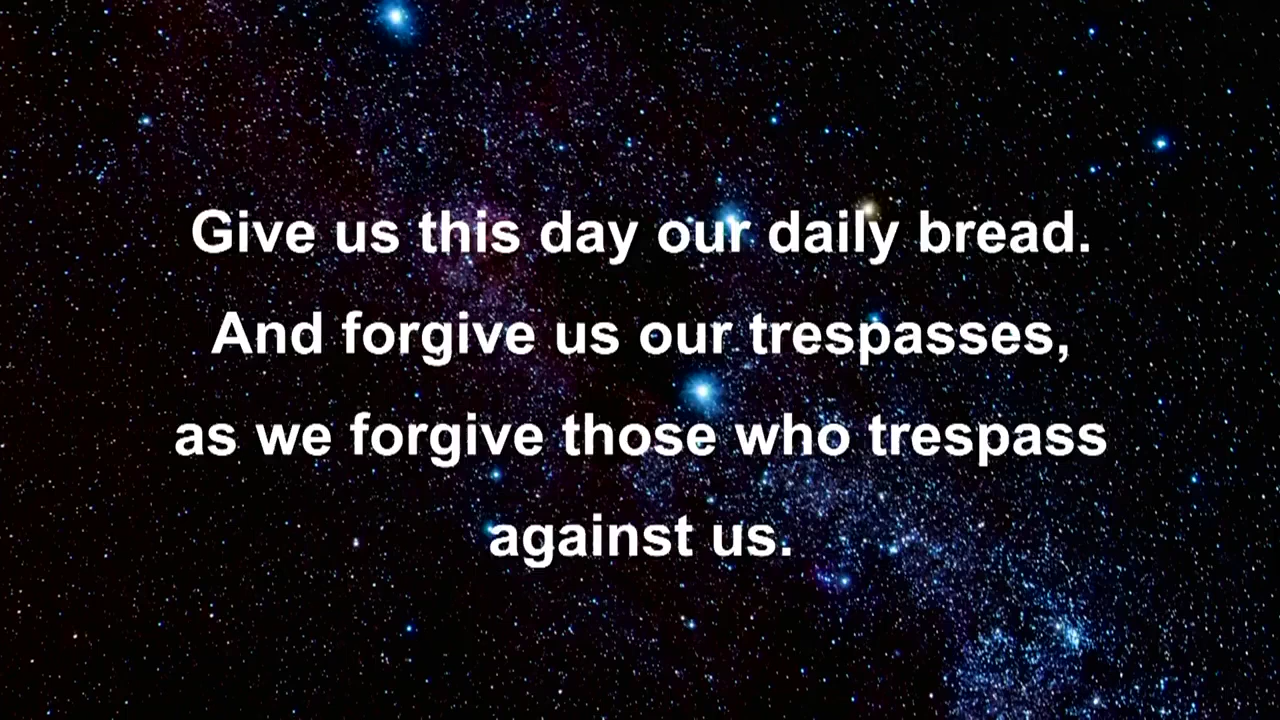 Give us this day our daily bread.
And forgive us our trespasses,
as we forgive those who trespass
against us.